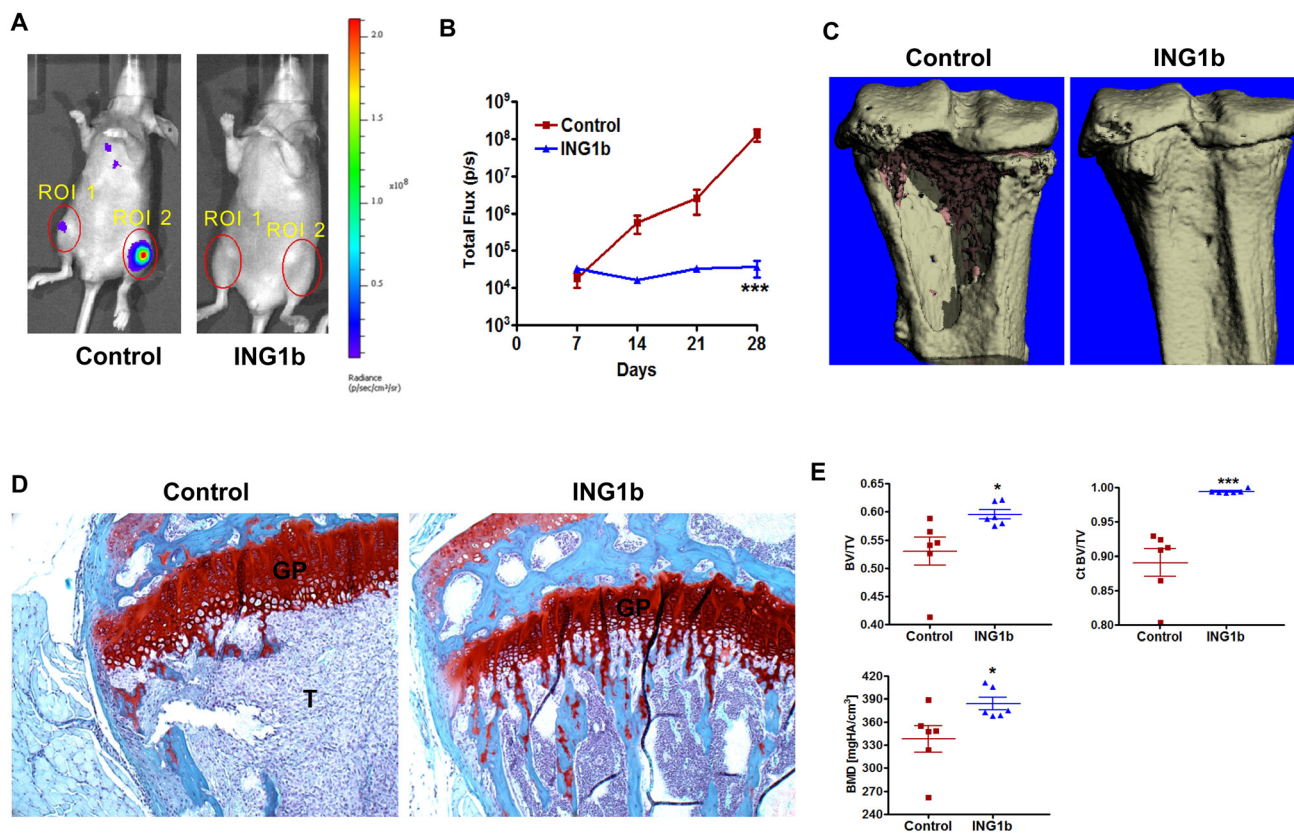 A
ROI 1
ROI 2
ROI 1
ROI 2
Control
ING1b
2.0
1.5
x10⁸
1.0
0.5
Radiance
(p/sec/cm²/sr)
B
Total Flux (p/s)
10⁹
10⁸
10⁷
10⁶
10⁵
10⁴
10³
Control
ING1b
***
0 7 14 21 28
Days
C
Control
ING1b
D
Control
ING1b
GP
T
GP
E
BV/TV
0.65
0.60
0.55
0.50
0.45
0.40
*
Control ING1b
Ct BV/TV
1.00
0.95
0.90
0.85
0.80
***
Control ING1b
BMD [mgHA/cm³]
420
390
360
330
300
270
240
*
Control ING1b